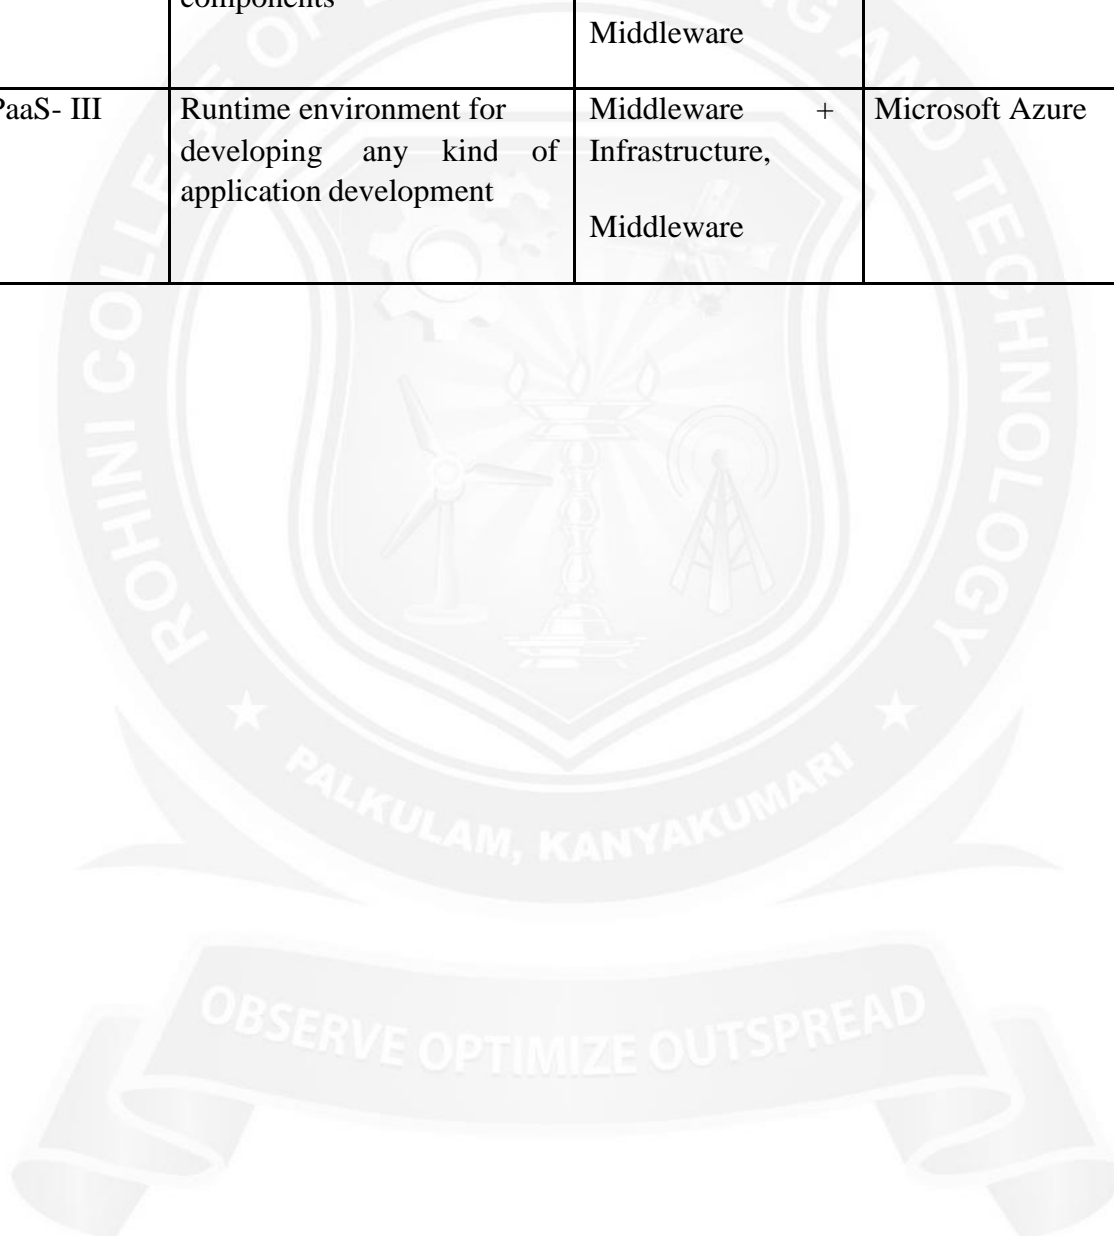 components
Middleware
PaaS- III
Runtime environment for
developing any kind of
application development
Middleware +
Infrastructure,
Middleware
Microsoft Azure
ROHINI COLLEGE OF
NG AND TECHNOLOGY
PALKULAM, KANYAKUMARI
OBSERVE OPTIMIZE OUTSPREAD